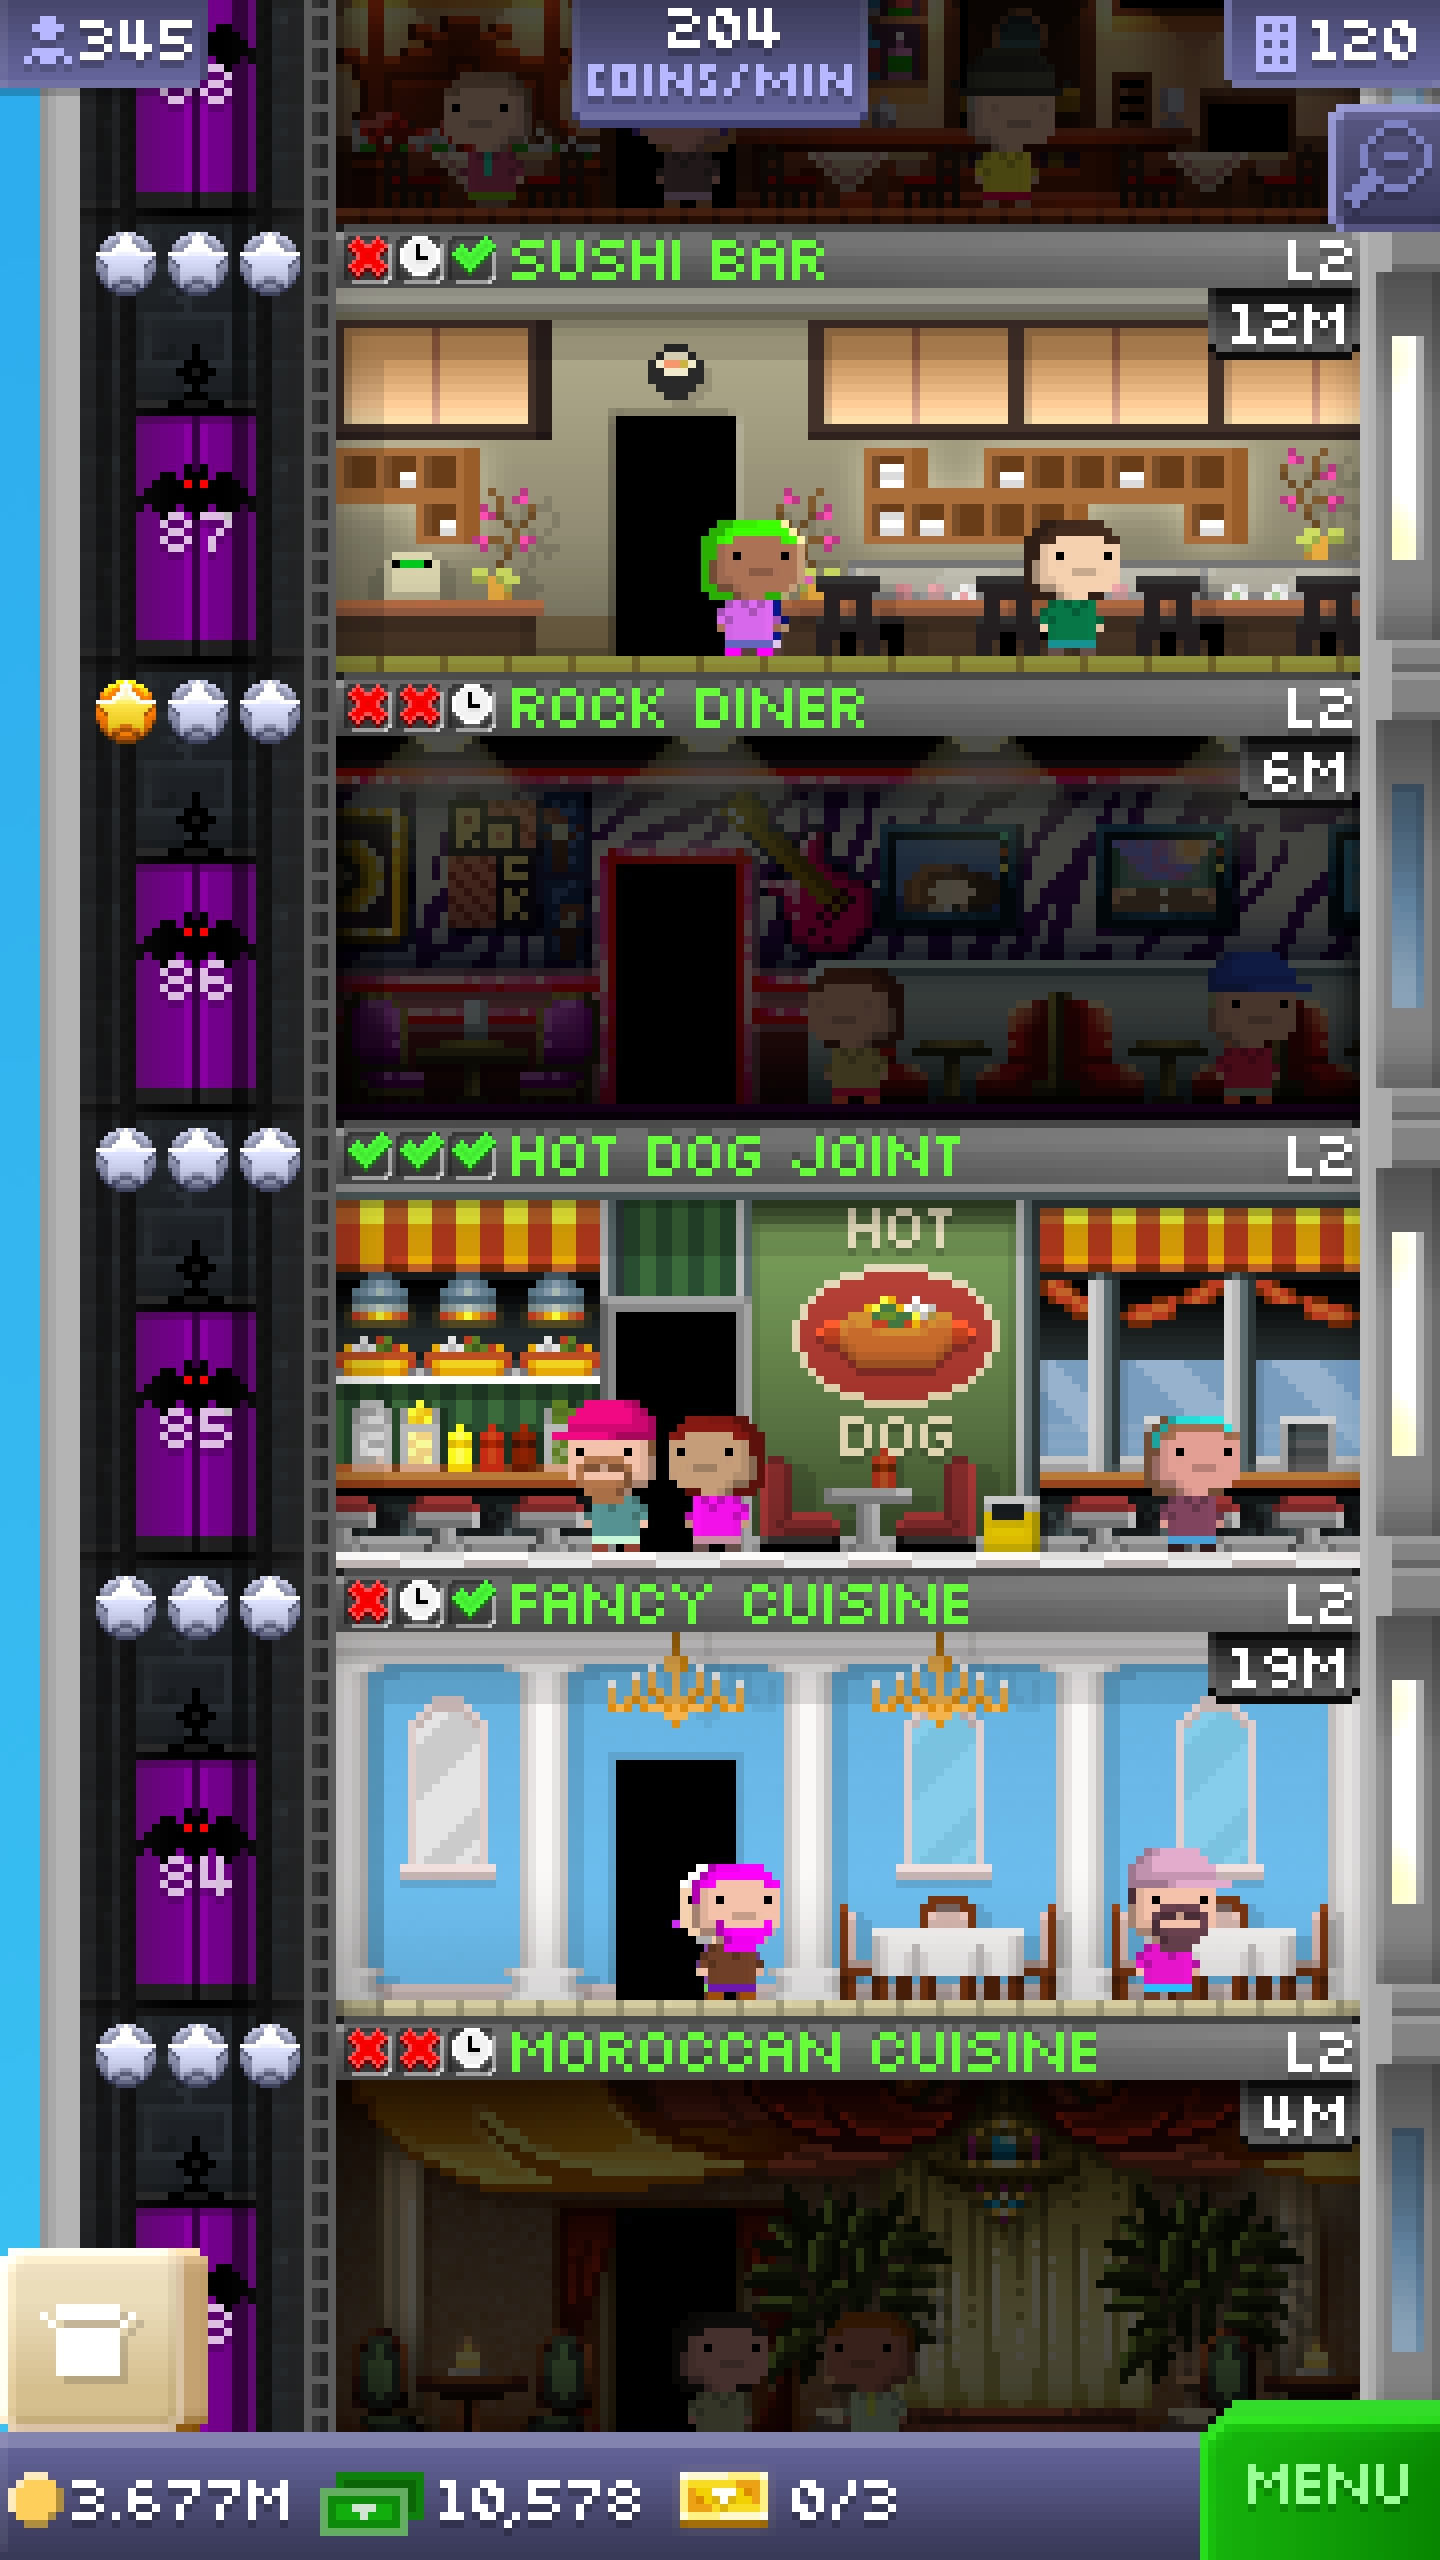 345
204
COINS/MIN
120
SUSHI BAR L2
12M
87
ROCK DINER L2
6M
86
HOT DOG JOINT L2
HOT
DOG
85
FANCY CUISINE L2
19M
84
MOROCCAN CUISINE L2
4M
3.677M 10,578 0/3 MENU